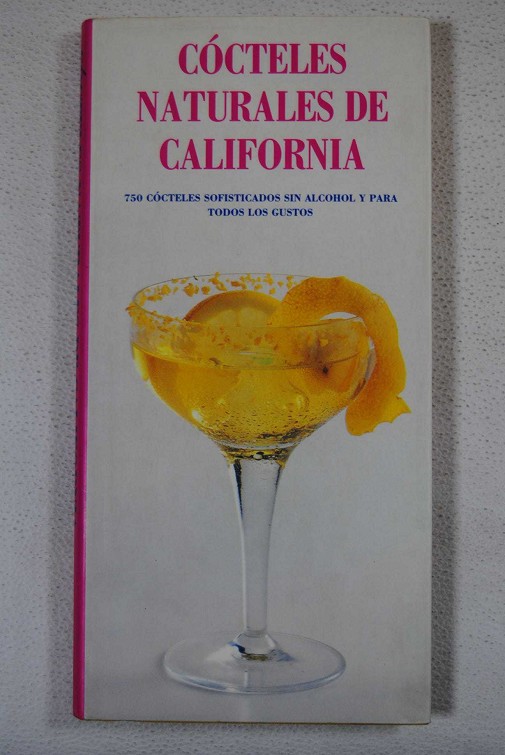 CÓCTELES
NATURALES DE
CALIFORNIA
750 CÓCTELES SOFISTICADOS SIN ALCOHOL Y PARA
TODOS LOS GUSTOS